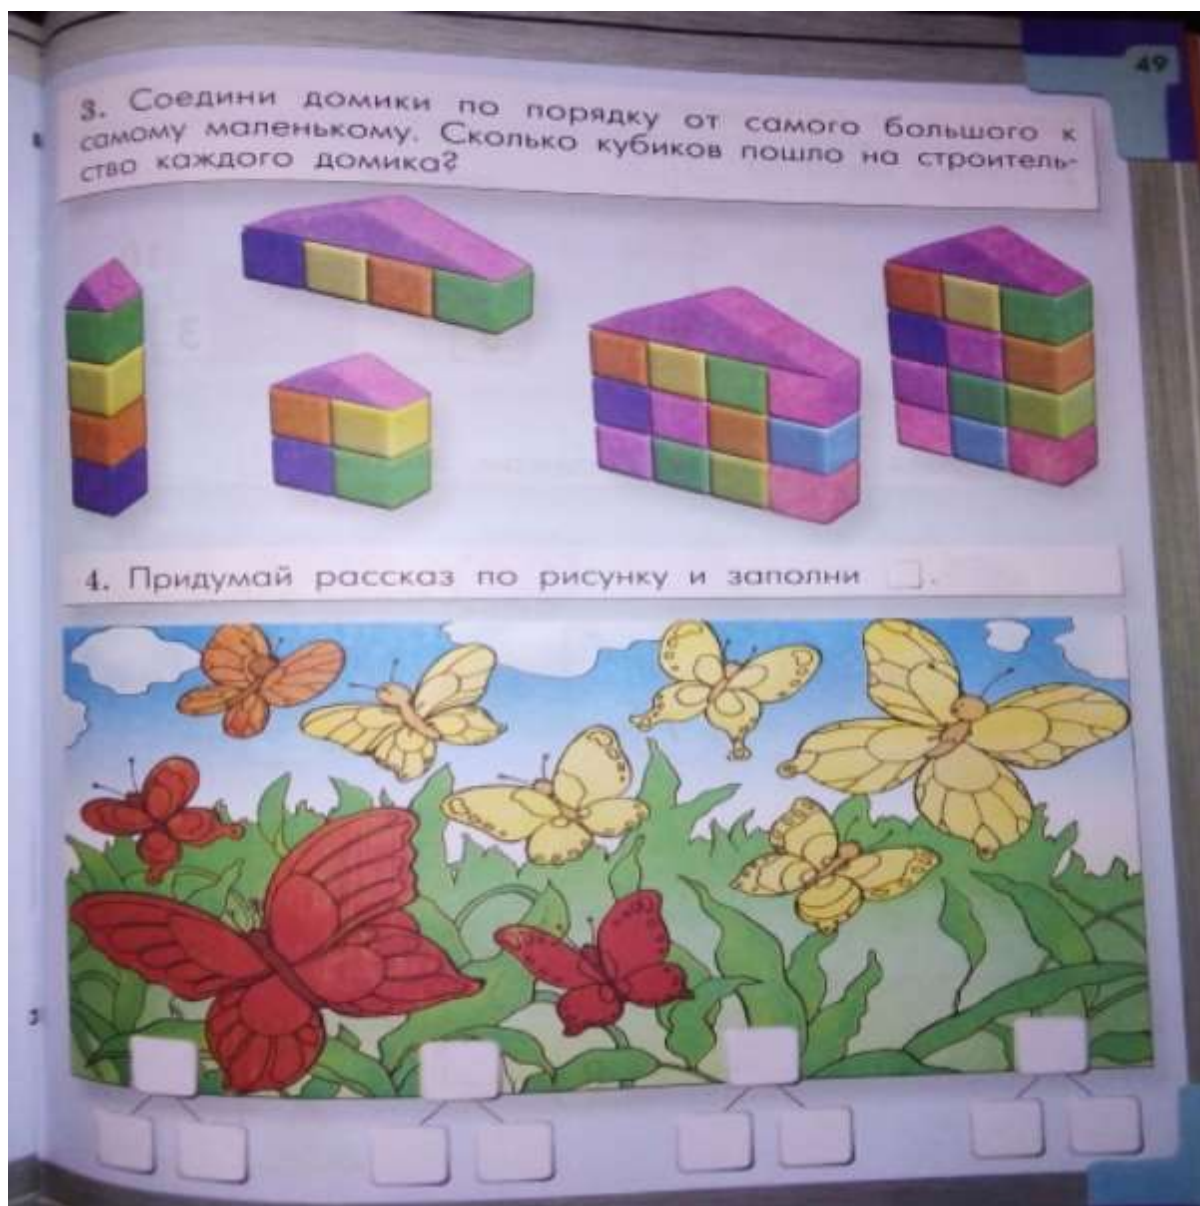 49
3. Соедини домики по порядку от самого большого к
самому маленькому. Сколько кубиков пошло на строитель-
ство каждого домика?
4. Придумай рассказ по рисунку и заполни □.